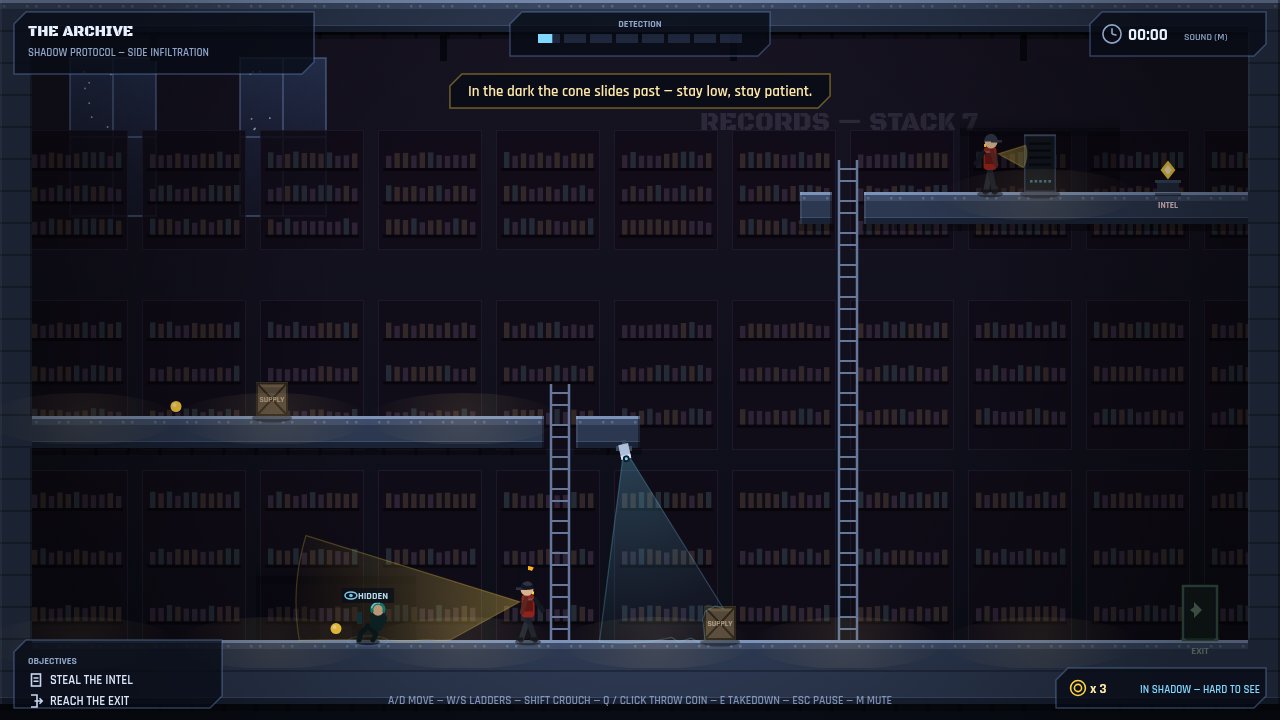 THE ARCHIVE
SHADOW PROTOCOL — SIDE INFILTRATION
DETECTION
00:00
SOUND (M)
In the dark the cone slides past — stay low, stay patient.
RECORDS — STACK 7
INTEL
SUPPLY
HIDDEN
SUPPLY
EXIT
OBJECTIVES
STEAL THE INTEL
REACH THE EXIT
A/D MOVE — W/S LADDERS — SHIFT CROUCH — Q / CLICK THROW COIN — E TAKEDOWN — ESC PAUSE — M MUTE
x 3
IN SHADOW — HARD TO SEE